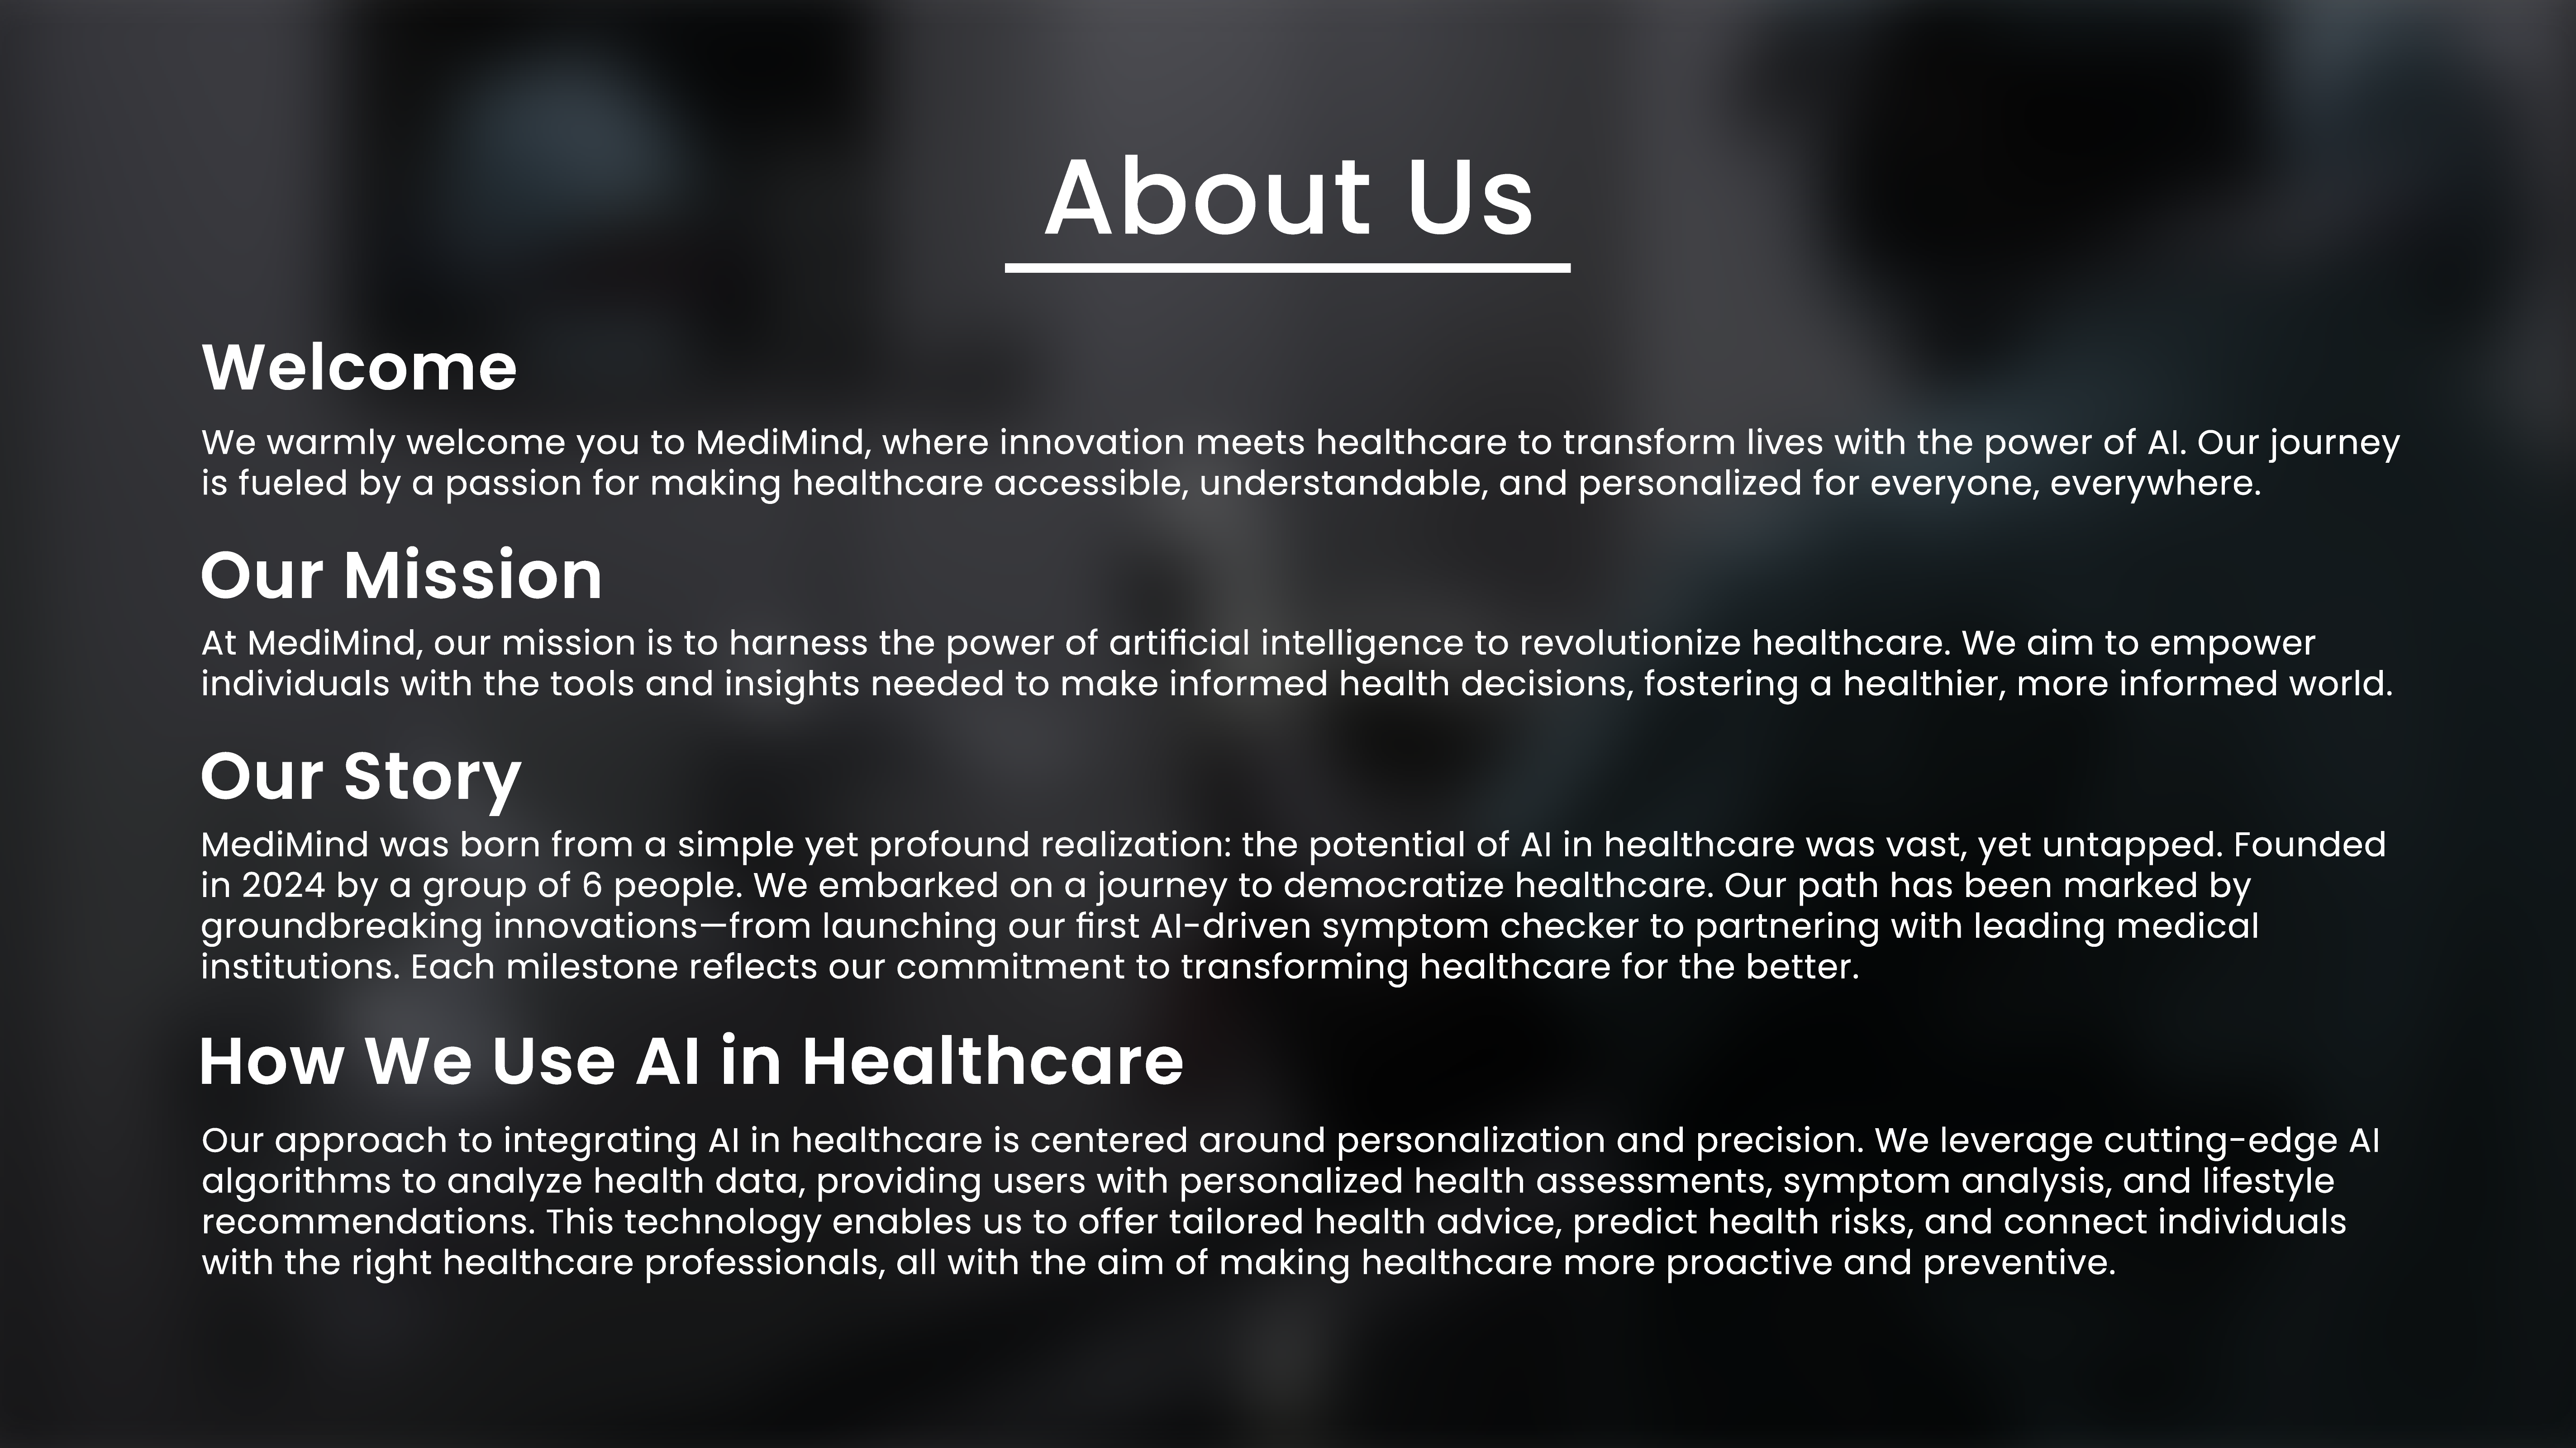 About Us
Welcome
We warmly welcome you to MediMind, where innovation meets healthcare to transform lives with the power of AI. Our journey
is fueled by a passion for making healthcare accessible, understandable, and personalized for everyone, everywhere.
Our Mission
At MediMind, our mission is to harness the power of artificial intelligence to revolutionize healthcare. We aim to empower
individuals with the tools and insights needed to make informed health decisions, fostering a healthier, more informed world.
Our Story
MediMind was born from a simple yet profound realization: the potential of AI in healthcare was vast, yet untapped. Founded
in 2024 by a group of 6 people. We embarked on a journey to democratize healthcare. Our path has been marked by
groundbreaking innovations—from launching our first AI-driven symptom checker to partnering with leading medical
institutions. Each milestone reflects our commitment to transforming healthcare for the better.
How We Use AI in Healthcare
Our approach to integrating AI in healthcare is centered around personalization and precision. We leverage cutting-edge AI
algorithms to analyze health data, providing users with personalized health assessments, symptom analysis, and lifestyle
recommendations. This technology enables us to offer tailored health advice, predict health risks, and connect individuals
with the right healthcare professionals, all with the aim of making healthcare more proactive and preventive.